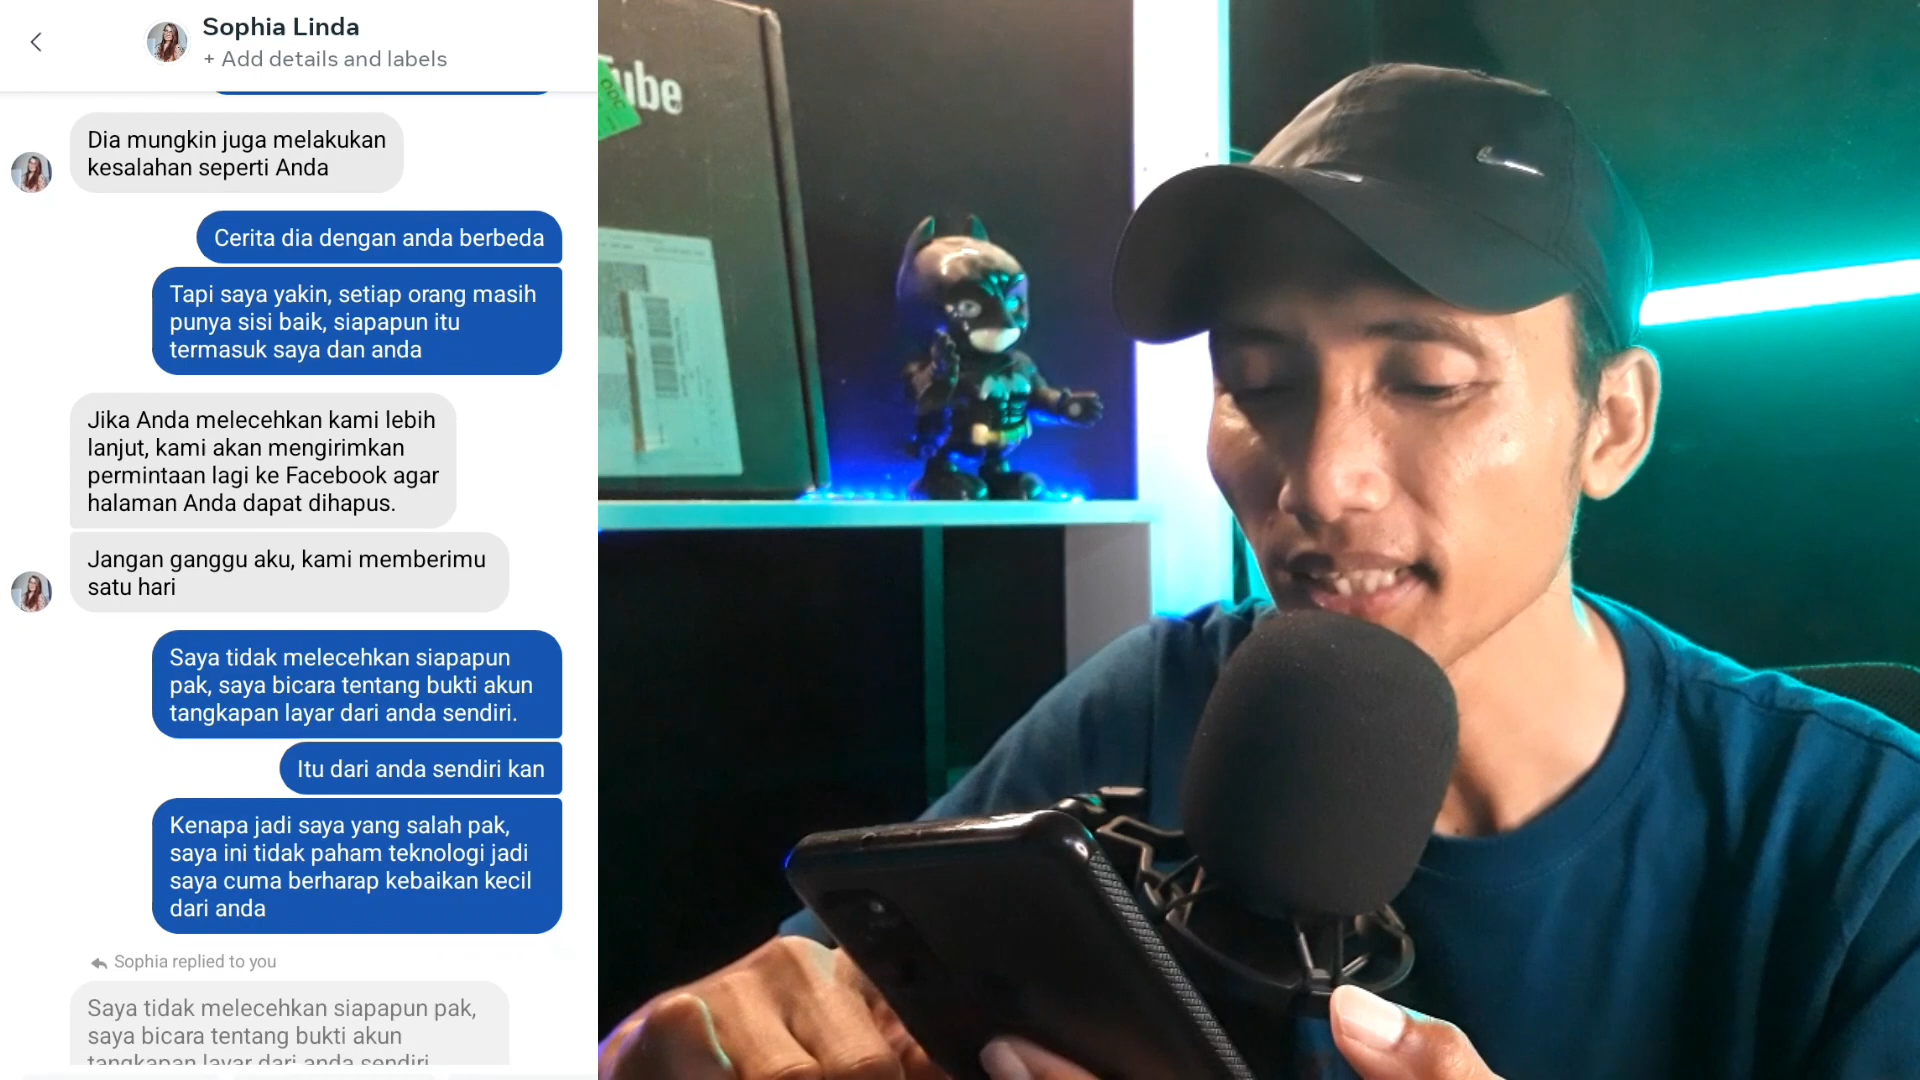 Sophia Linda
+ Add details and labels
Dia mungkin juga melakukan
kesalahan seperti Anda
Cerita dia dengan anda berbeda
Tapi saya yakin, setiap orang masih
punya sisi baik, siapapun itu
termasuk saya dan anda
Jika Anda melecehkan kami lebih
lanjut, kami akan mengirimkan
permintaan lagi ke Facebook agar
halaman Anda dapat dihapus.
Jangan ganggu aku, kami memberimu
satu hari
Saya tidak melecehkan siapapun
pak, saya bicara tentang bukti akun
tangkapan layar dari anda sendiri.
Itu dari anda sendiri kan
Kenapa jadi saya yang salah pak,
saya ini tidak paham teknologi jadi
saya cuma berharap kebaikan kecil
dari anda
Sophia replied to you
Saya tidak melecehkan siapapun pak,
saya bicara tentang bukti akun
tangkapan layar dari anda sendiri
ube